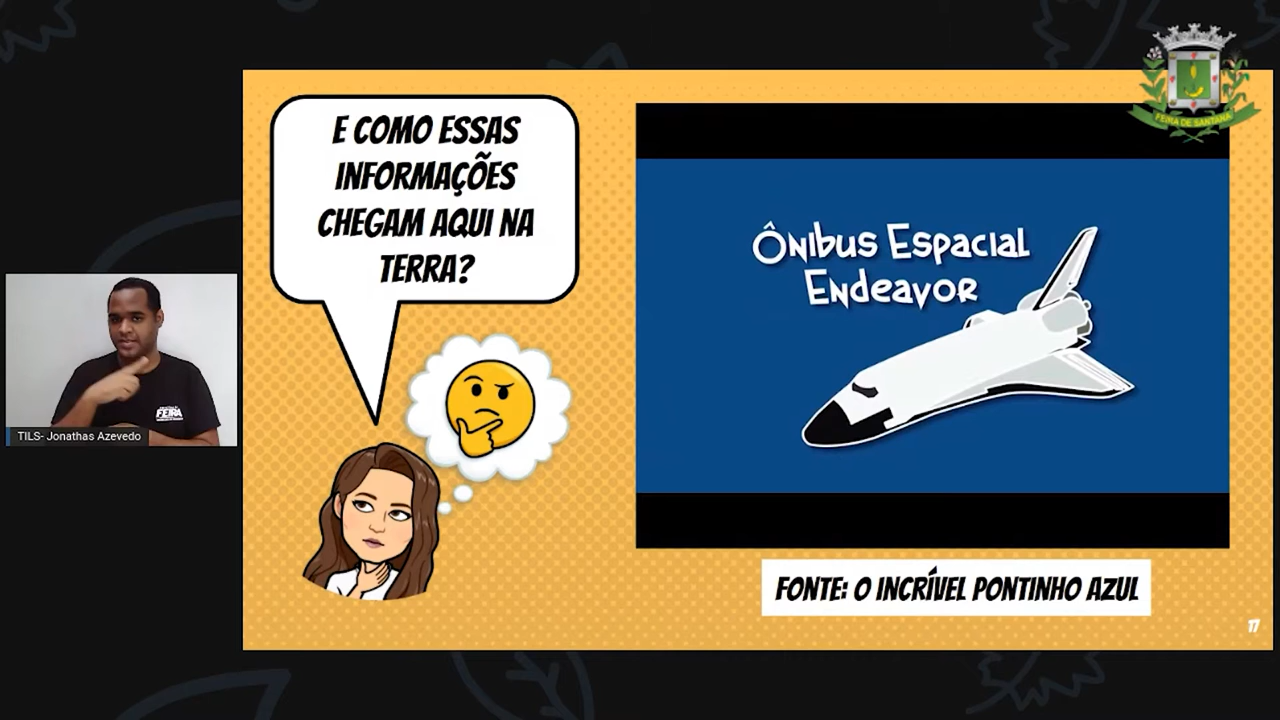 E COMO ESSAS
INFORMAÇÕES
CHEGAM AQUI NA
TERRA?
Ônibus Espacial
Endeavor
FONTE: O INCRÍVEL PONTINHO AZUL
17
FEIRA DE SANTANA
FEIRA
TILS- Jonathas Azevedo